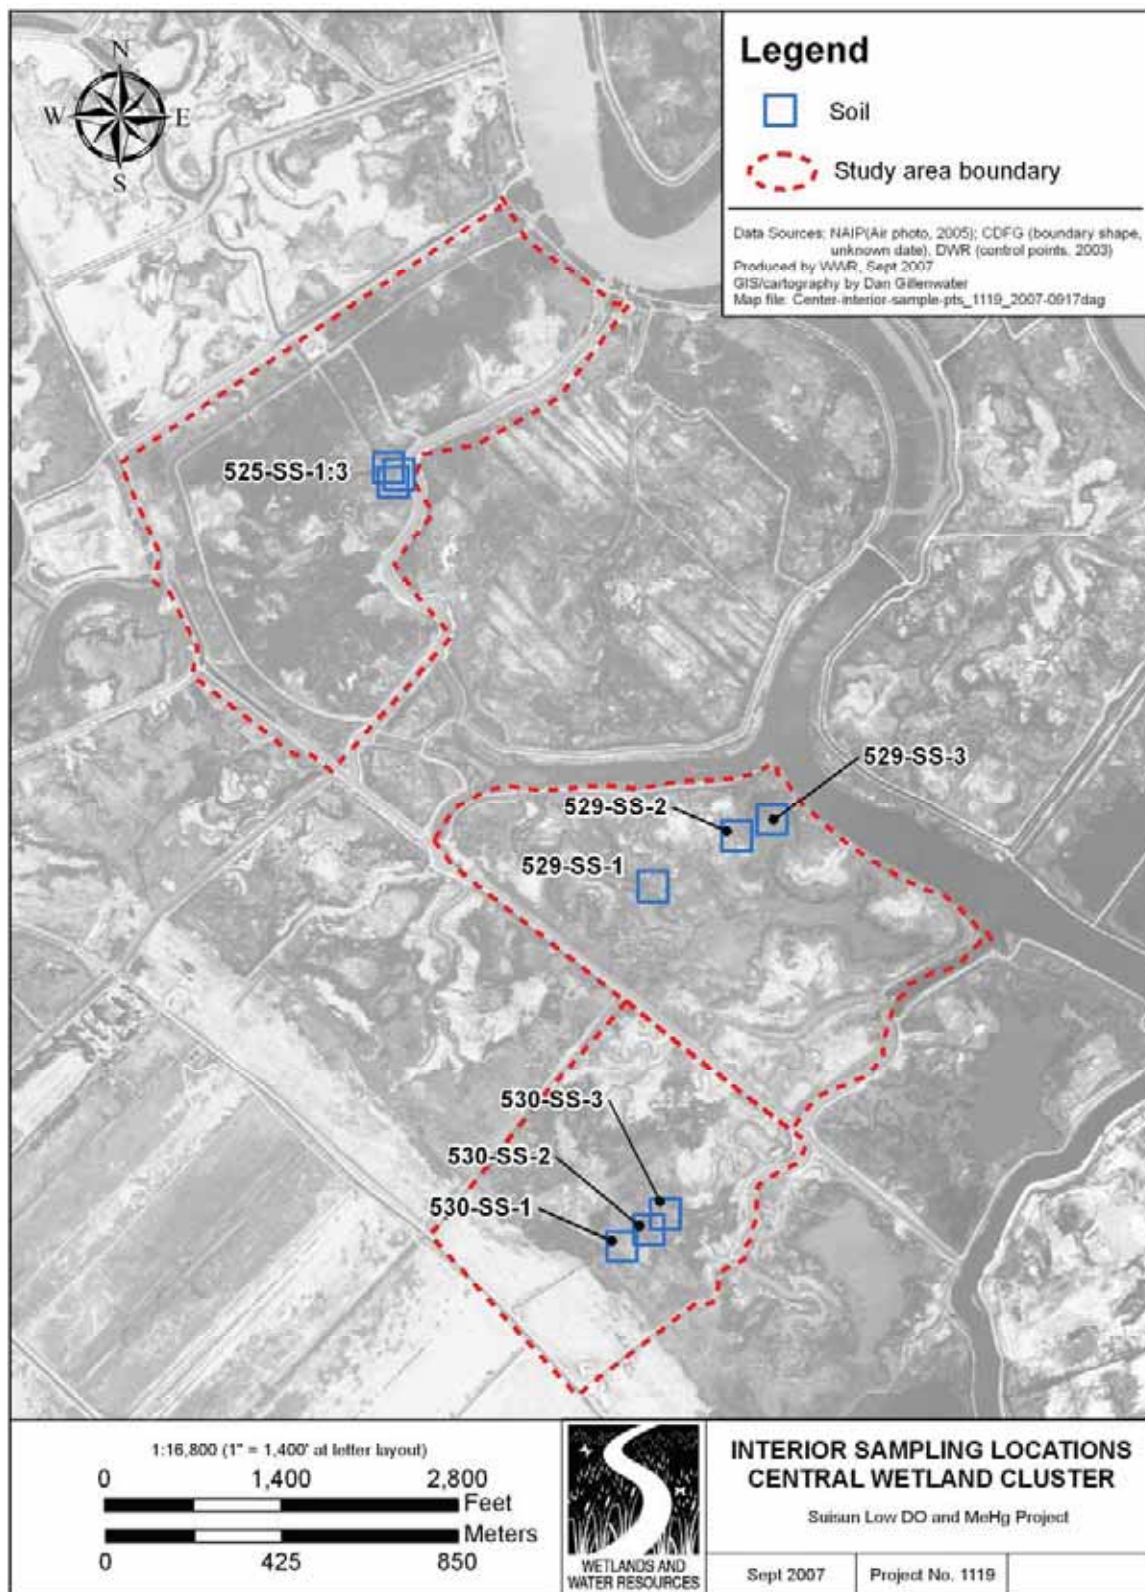 N
W E
S
Legend
Soil
Study area boundary
Data Sources: NAIP(Air photo, 2005); CDFG (boundary shape,
unknown date), DWR (control points, 2003)
Produced by WWR, Sept 2007
GIS/cartography by Dan Gillenwater
Map file: Center-interior-sample-pts_1119_2007-0917dag
525-SS-1:3
529-SS-3
529-SS-2
529-SS-1
530-SS-3
530-SS-2
530-SS-1
1:16,800 (1" = 1,400' at letter layout)
0 1,400 2,800
Feet
Meters
0 425 850
WETLANDS AND
WATER RESOURCES
INTERIOR SAMPLING LOCATIONS
CENTRAL WETLAND CLUSTER
Suisun Low DO and MeHg Project
Sept 2007 Project No. 1119